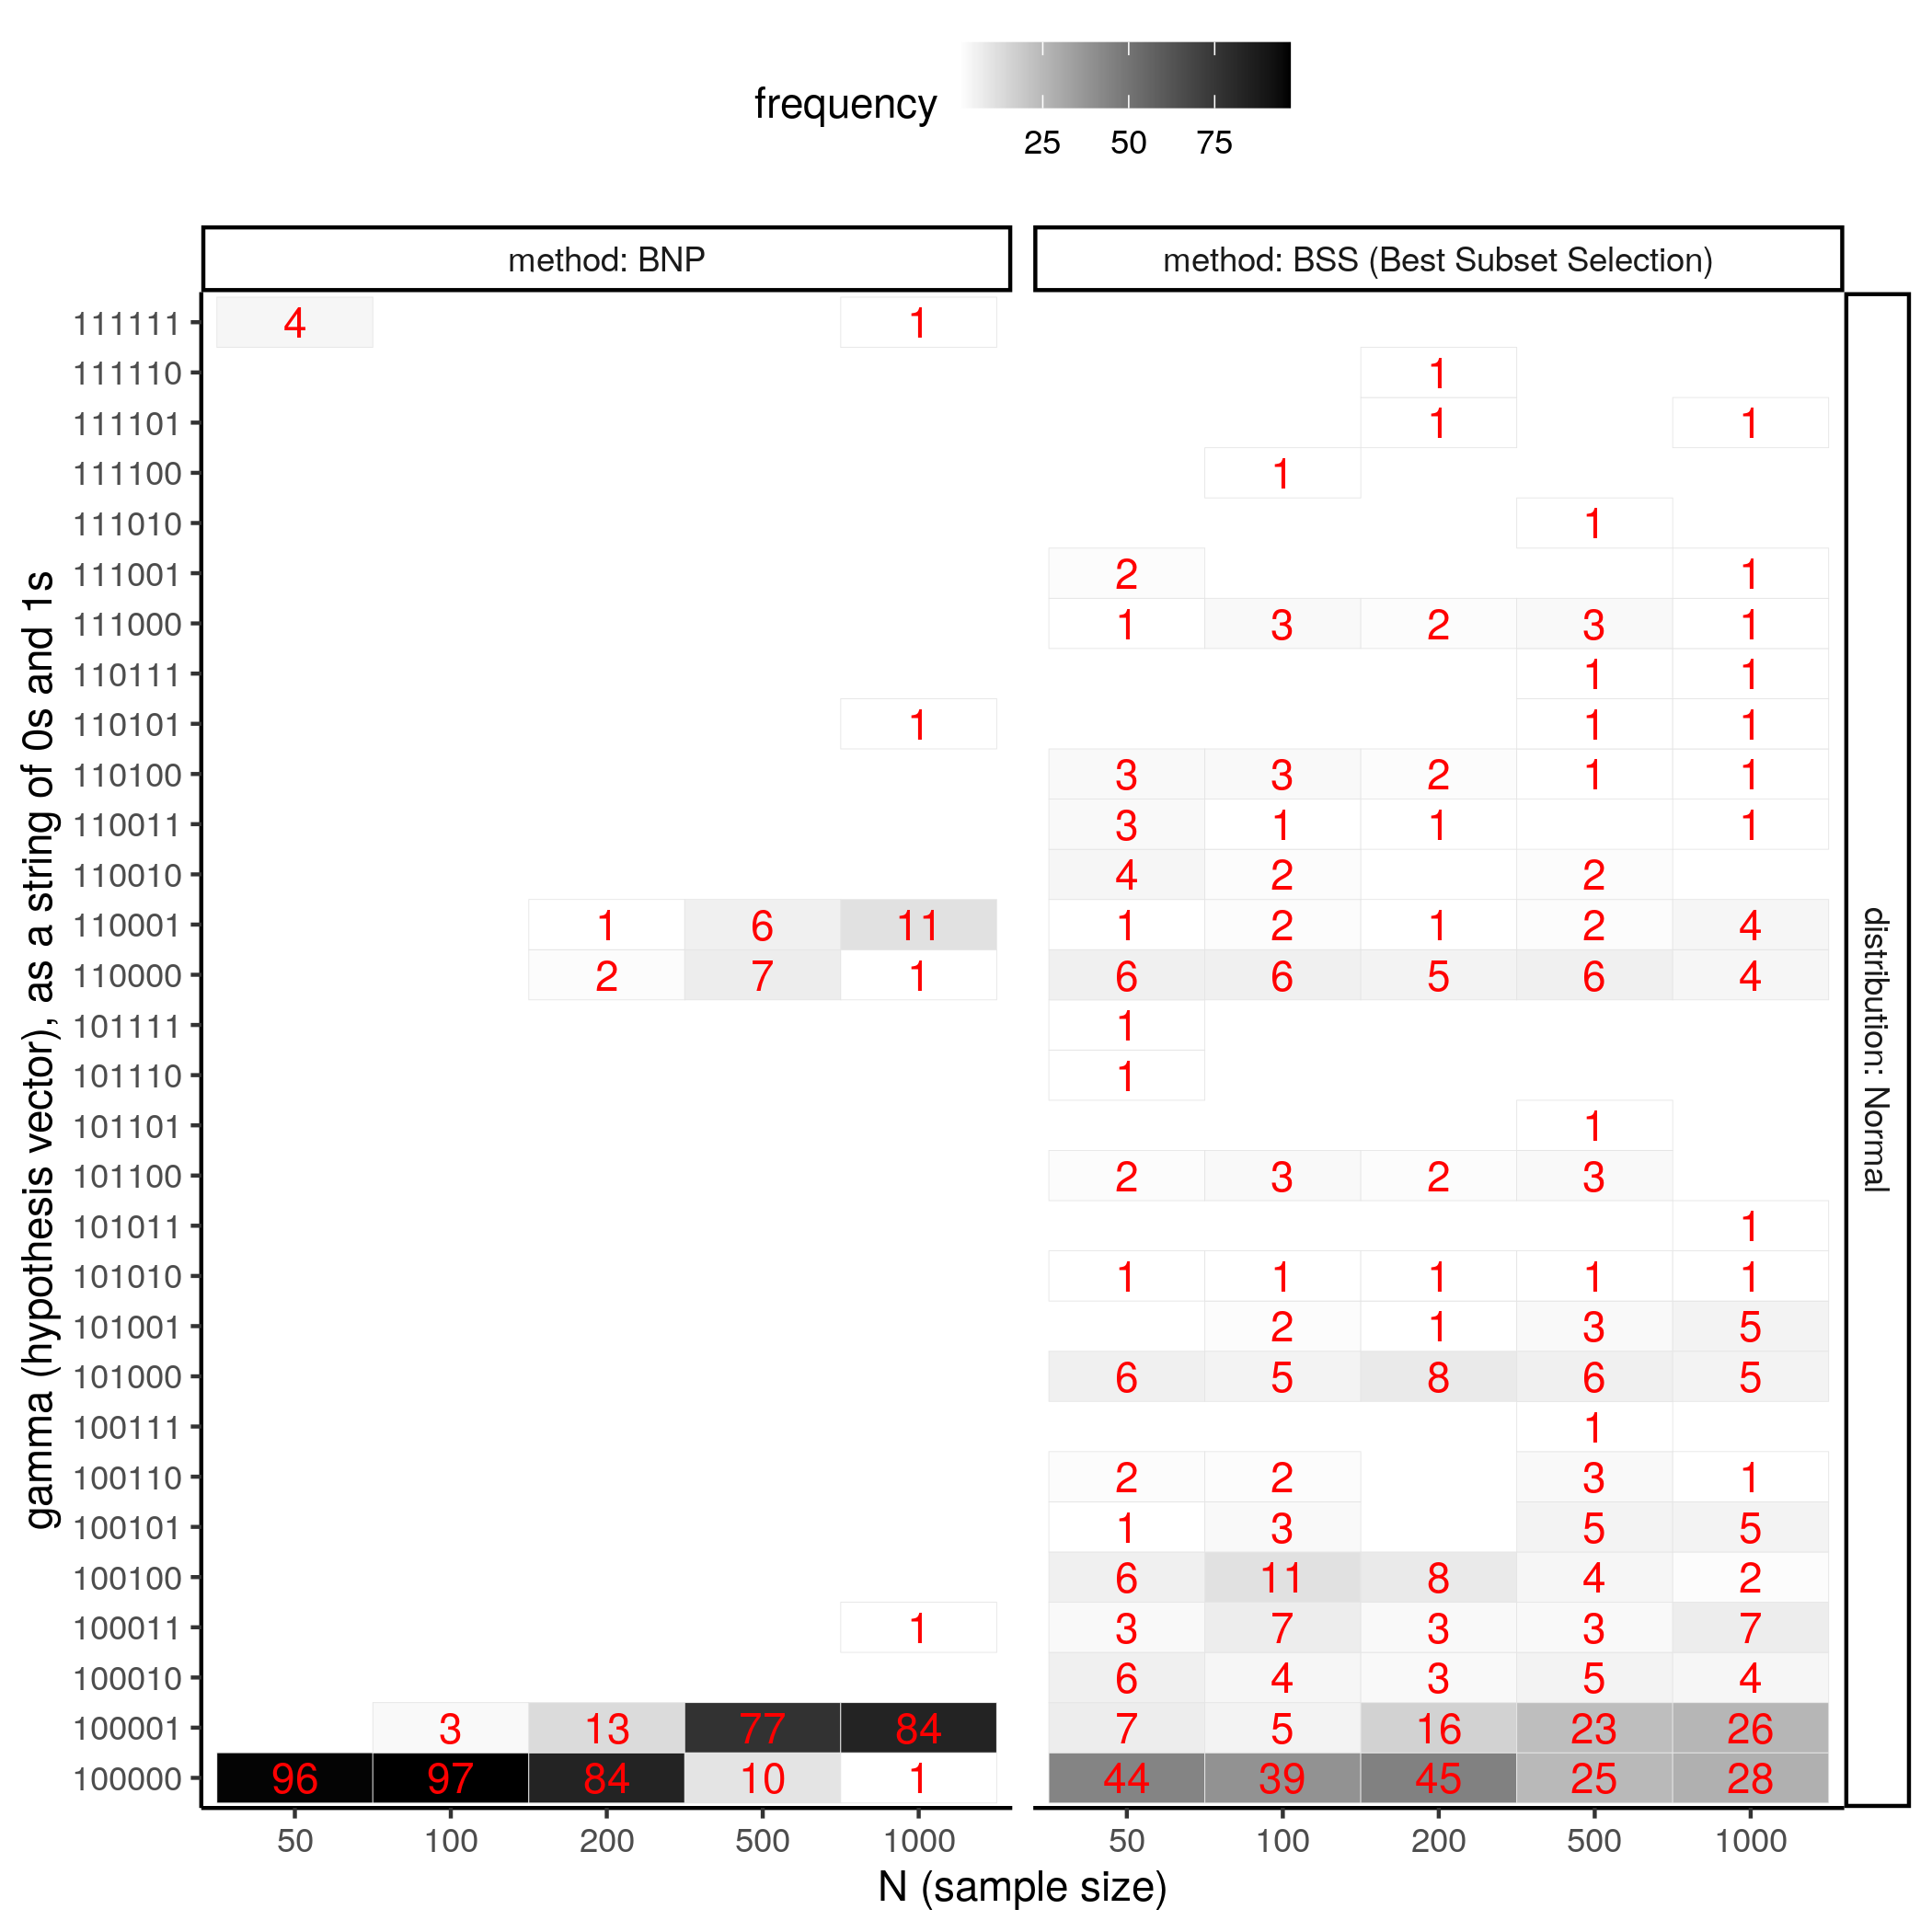 frequency
25 50 75
method: BNP
method: BSS (Best Subset Selection)
gamma (hypothesis vector), as a string of 0s and 1s
distribution: Normal
111111 4 1
111110 1
111101 1 1
111100 1
111010 1
111001 2 1
111000 1 3 2 3 1
110111 1 1
110101 1 1 1
110100 3 3 2 1 1
110011 3 1 1 1
110010 4 2 2
110001 1 6 11 1 2 1 2 4
110000 2 7 1 6 6 5 6 4
101111 1
101110 1
101101 1
101100 2 3 2 3
101011 1
101010 1 1 1 1 1
101001 2 1 3 5
101000 6 5 8 6 5
100111 1
100110 2 2 3 1
100101 1 3 5 5
100100 6 11 8 4 2
100011 1 3 7 3 3 7
100010 6 4 3 5 4
100001 3 13 77 84 7 5 16 23 26
100000 96 97 84 10 1 44 39 45 25 28
50 100 200 500 1000 50 100 200 500 1000
N (sample size)